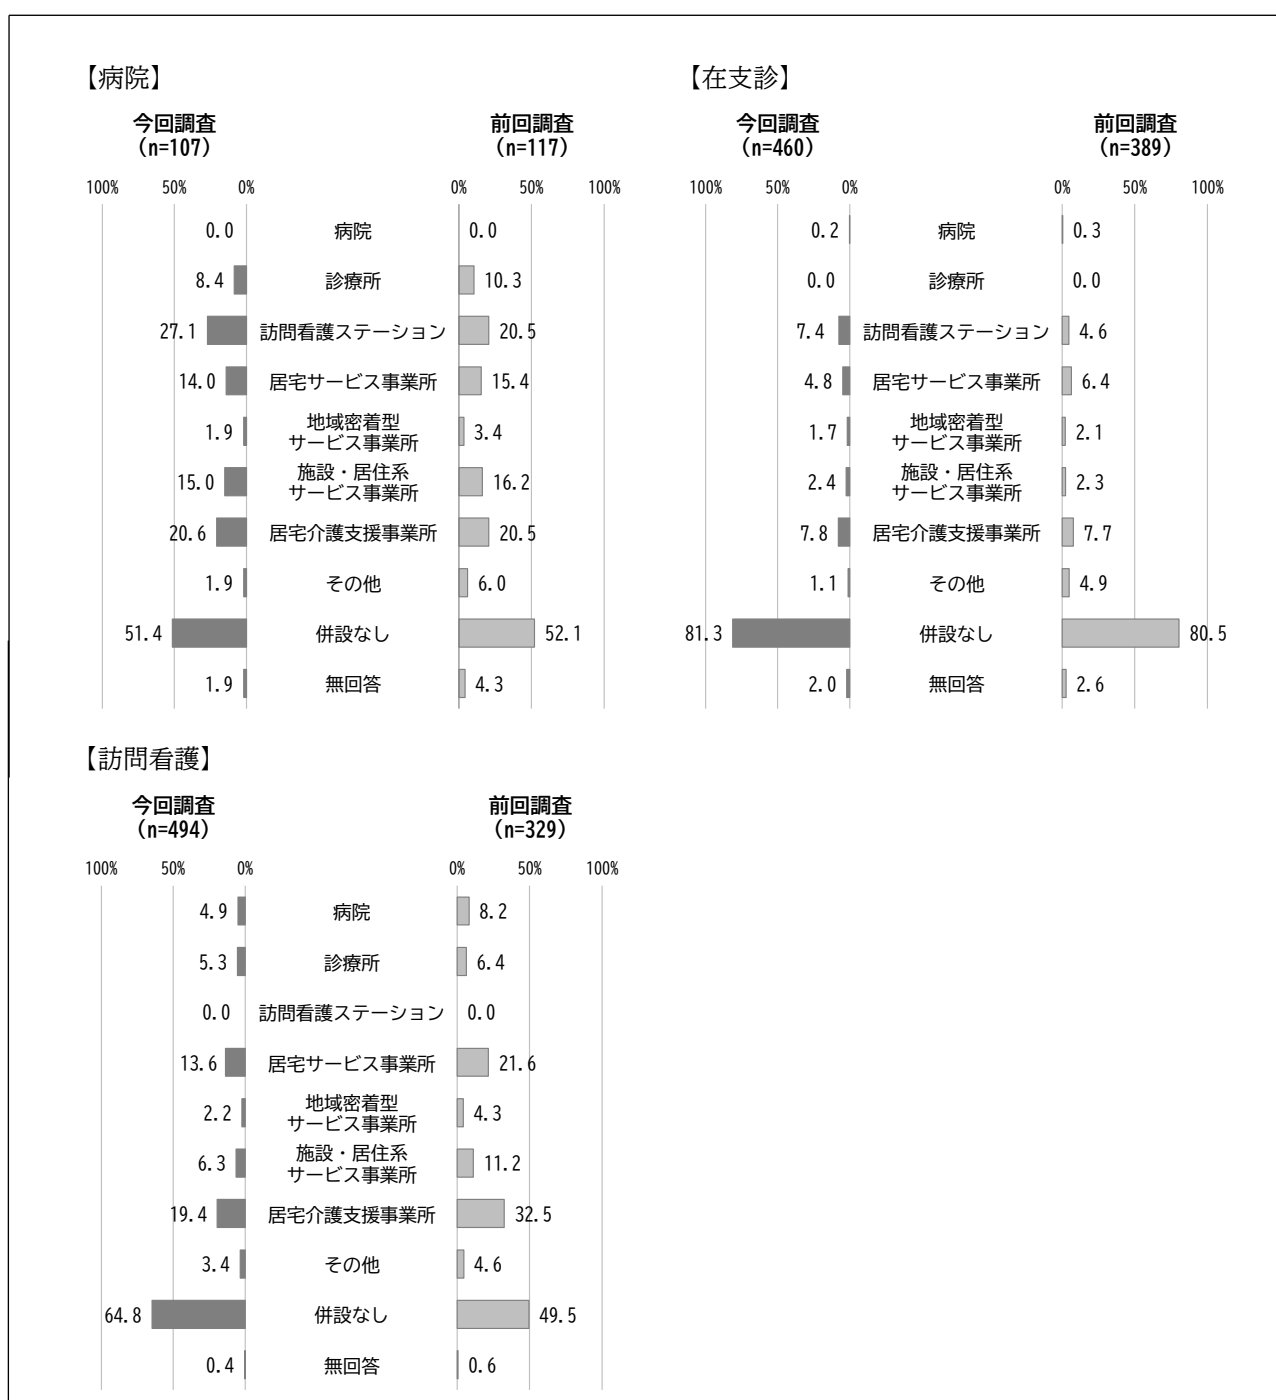 【病院】
今回調査
(n=107)
前回調査
(n=117)
100% 50% 0% 0% 50% 100%
0.0 病院 0.0
8.4 診療所 10.3
27.1 訪問看護ステーション 20.5
14.0 居宅サービス事業所 15.4
1.9 地域密着型
サービス事業所 3.4
15.0 施設・居住系
サービス事業所 16.2
20.6 居宅介護支援事業所 20.5
1.9 その他 6.0
51.4 併設なし 52.1
1.9 無回答 4.3
【在支診】
今回調査
(n=460)
前回調査
(n=389)
100% 50% 0% 0% 50% 100%
0.2 病院 0.3
0.0 診療所 0.0
7.4 訪問看護ステーション 4.6
4.8 居宅サービス事業所 6.4
1.7 地域密着型
サービス事業所 2.1
2.4 施設・居住系
サービス事業所 2.3
7.8 居宅介護支援事業所 7.7
1.1 その他 4.9
81.3 併設なし 80.5
2.0 無回答 2.6
【訪問看護】
今回調査
(n=494)
前回調査
(n=329)
100% 50% 0% 0% 50% 100%
4.9 病院 8.2
5.3 診療所 6.4
0.0 訪問看護ステーション 0.0
13.6 居宅サービス事業所 21.6
2.2 地域密着型
サービス事業所 4.3
6.3 施設・居住系
サービス事業所 11.2
19.4 居宅介護支援事業所 32.5
3.4 その他 4.6
64.8 併設なし 49.5
0.4 無回答 0.6